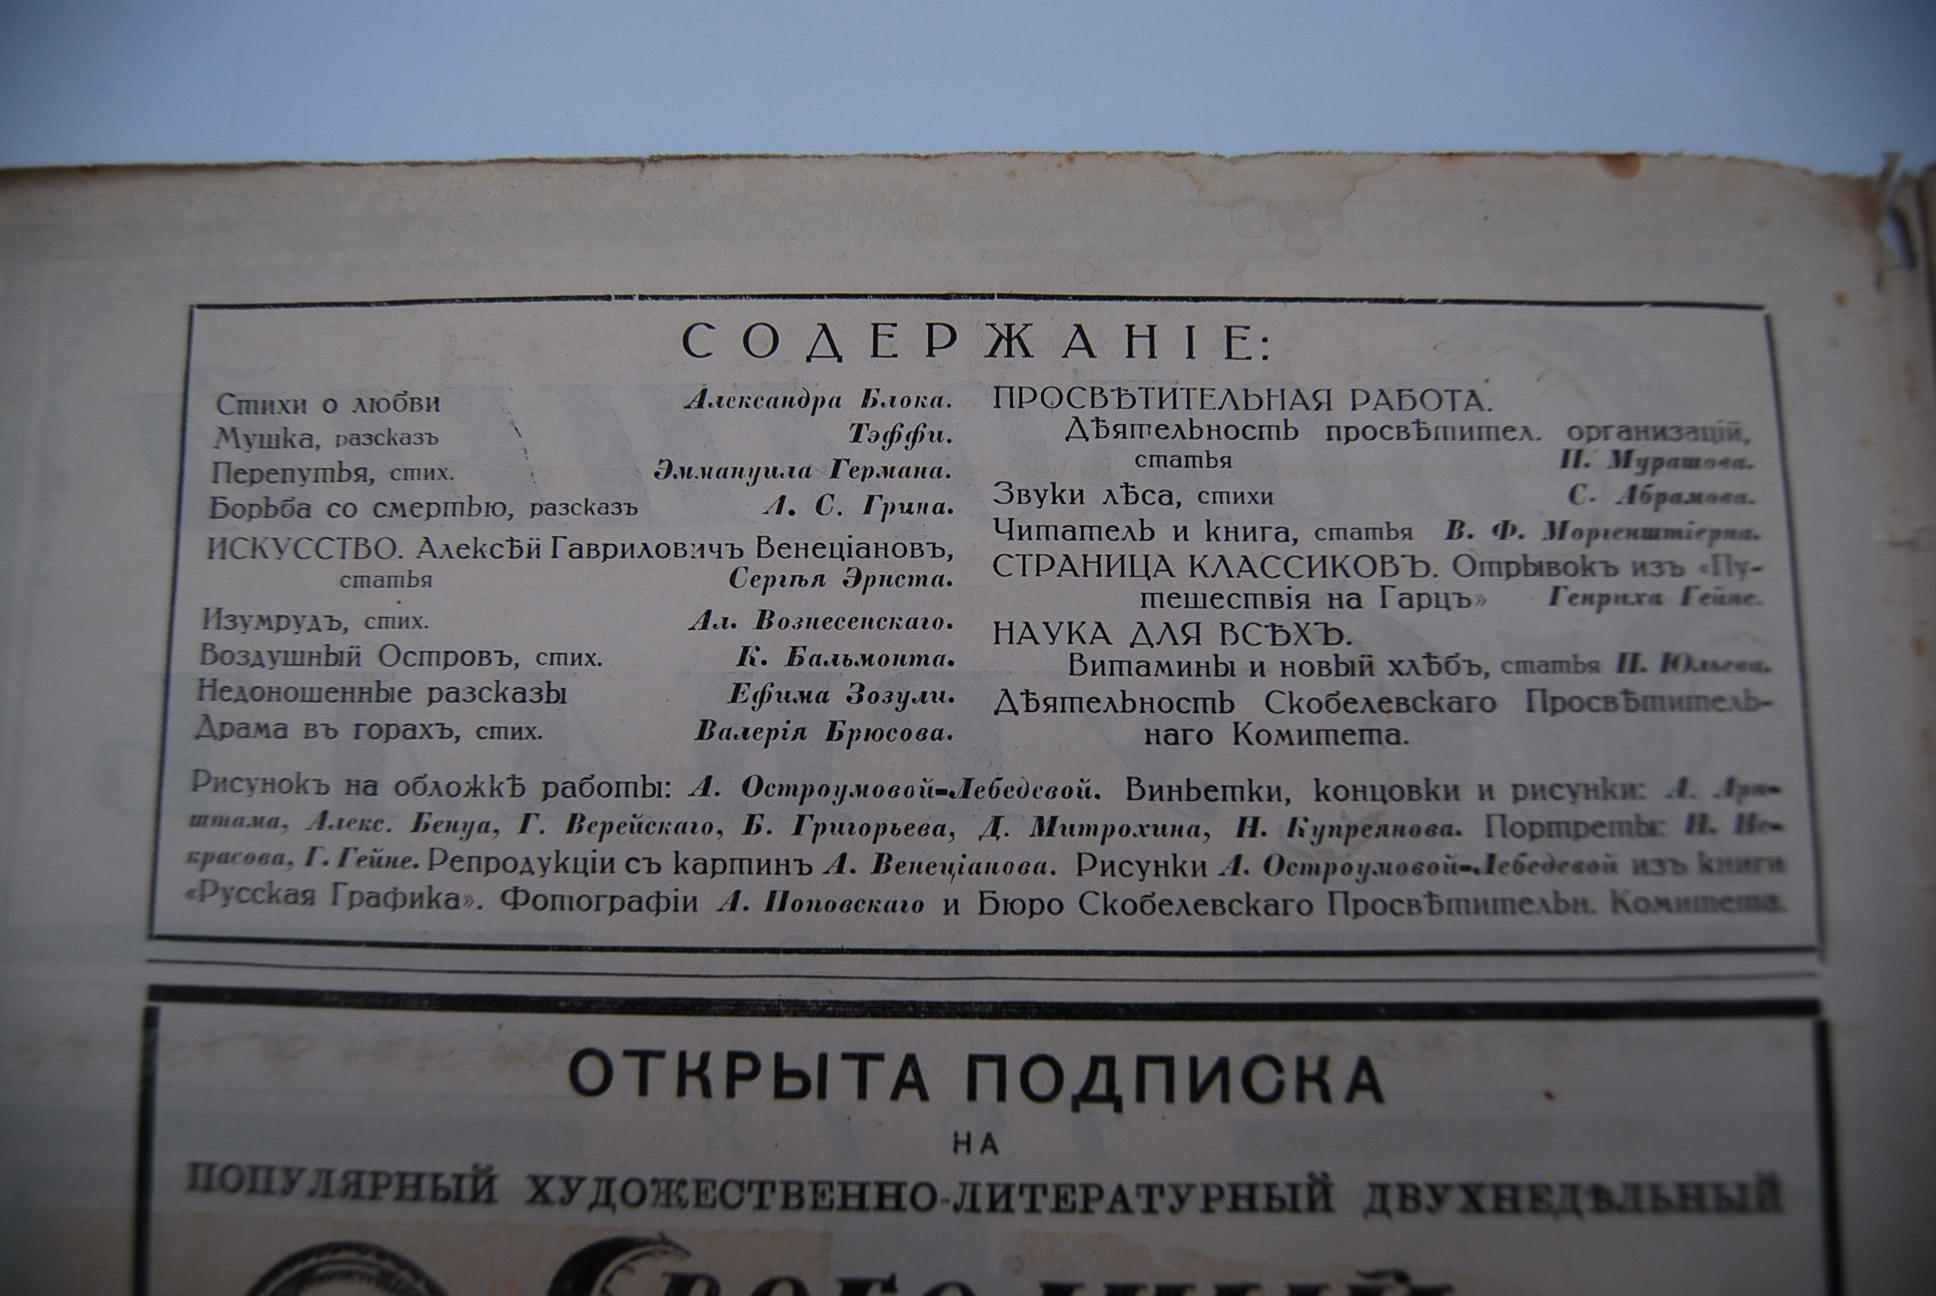 СОДЕРЖАНІЕ:
Стихи о любви Александра Блока.
Мушка, разсказъ Тэффи.
Перепутья, стих. Эммануила Германа.
Борьба со смертью, разсказъ А. С. Грина.
ИСКУССТВО. Алексѣй Гавриловичъ Венеціановъ,
статья Сергѣя Эрнста.
Изумрудъ, стих. Ал. Вознесенскаго.
Воздушный Островъ, стих. К. Бальмонта.
Недоношенные разсказы Ефима Зозули.
Драма въ горахъ, стих. Валерія Брюсова.
ПРОСВѢТИТЕЛЬНАЯ РАБОТА.
Дѣятельность просвѣтител. организацій,
статья П. Мурашова.
Звуки лѣса, стихи С. Абрамова.
Читатель и книга, статья В. Ф. Моргенштіерна.
СТРАНИЦА КЛАССИКОВЪ. Отрывокъ изъ «Пу-
тешествія на Гарцъ» Генриха Гейне.
НАУКА ДЛЯ ВСѢХЪ.
Витамины и новый хлѣбъ, статья П. Юльева.
Дѣятельность Скобелевскаго Просвѣтитель-
наго Комитета.
Рисунокъ на обложкѣ работы: А. Остроумовой-Лебедевой. Виньетки, концовки и рисунки: А. Арн-
штама, Алекс. Бенуа, Г. Верейскаго, Б. Григорьева, Д. Митрохина, Н. Купреянова. Портреты: Н. Не-
красова, Г. Гейне. Репродукціи съ картинъ А. Венеціанова. Рисунки А. Остроумовой-Лебедевой изъ книги
«Русская Графика». Фотографіи А. Поповскаго и Бюро Скобелевскаго Просвѣтительн. Комитета.
ОТКРЫТА ПОДПИСКА
НА
ПОПУЛЯРНЫЙ ХУДОЖЕСТВЕННО-ЛИТЕРАТУРНЫЙ ДВУХНЕДѢЛЬНЫЙ